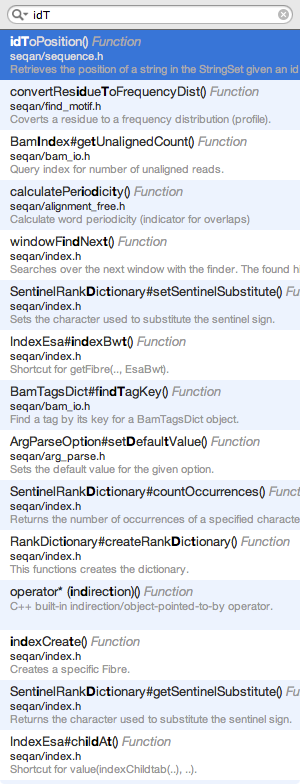 idT
idToPosition() Function
seqan/sequence.h
Retrieves the position of a string in the StringSet given an id
convertResidueToFrequencyDist() Function
seqan/find_motif.h
Coverts a residue to a frequency distribution (profile).
BamIndex#getUnalignedCount() Function
seqan/bam_io.h
Query index for number of unaligned reads.
calculatePeriodicity() Function
seqan/alignment_free.h
Calculate word periodicity (indicator for overlaps)
windowFindNext() Function
seqan/index.h
Searches over the next window with the finder. The found hi
SentinelRankDictionary#setSentinelSubstitute() Function
seqan/index.h
Sets the character used to substitute the sentinel sign.
IndexEsa#indexBwt() Function
seqan/index.h
Shortcut for getFibre(.., EsaBwt).
BamTagsDict#findTagKey() Function
seqan/bam_io.h
Find a tag by its key for a BamTagsDict object.
ArgParseOption#setDefaultValue() Function
seqan/arg_parse.h
Sets the default value for the given option.
SentinelRankDictionary#countOccurrences() Function
seqan/index.h
Returns the number of occurrences of a specified characte
RankDictionary#createRankDictionary() Function
seqan/index.h
This functions creates the dictionary.
operator* (indirection)() Function
C++ built-in indirection/object-pointed-to-by operator.
indexCreate() Function
seqan/index.h
Creates a specific Fibre.
SentinelRankDictionary#getSentinelSubstitute() Function
seqan/index.h
Returns the character used to substitute the sentinel sign.
IndexEsa#childAt() Function
seqan/index.h
Shortcut for value(indexChildtab(..), ..).